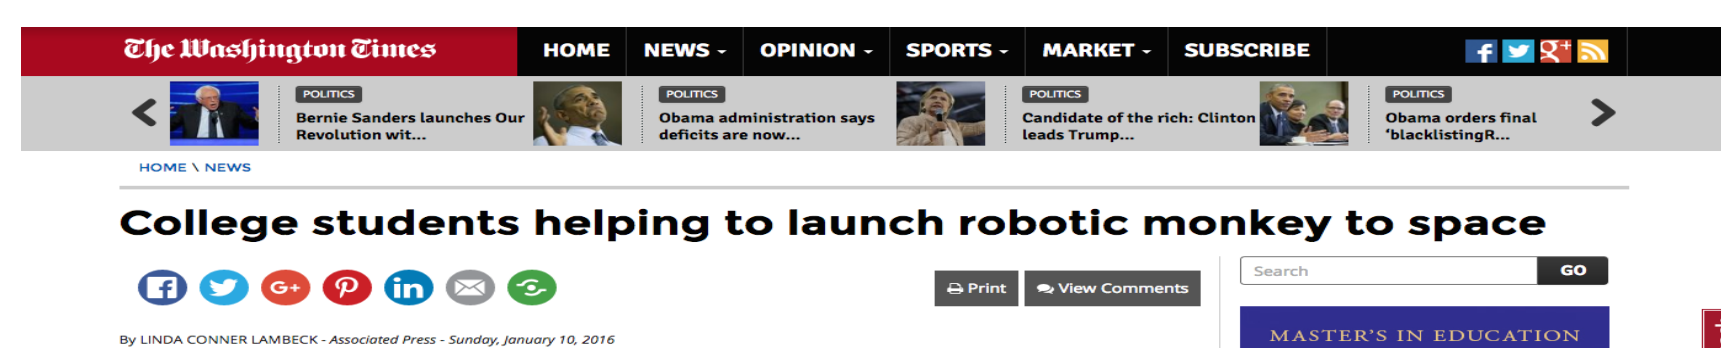 The Washington Times
HOME NEWS OPINION SPORTS MARKET SUBSCRIBE
POLITICS
Bernie Sanders launches Our
Revolution wit...
POLITICS
Obama administration says
deficits are now...
POLITICS
Candidate of the rich: Clinton
leads Trump...
POLITICS
Obama orders final
'blacklistingR...
HOME \ NEWS
College students helping to launch robotic monkey to space
Print
View Comments
Search
GO
By LINDA CONNER LAMBECK - Associated Press - Sunday, January 10, 2016
MASTER'S IN EDUCATION